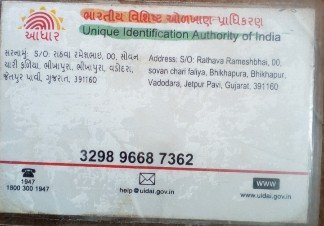 ભારતીય વિશિષ્ટ ઓળખાણ પ્રાધિકરણ
Unique Identification Authority of India
આધાર
સરનામું: S/O: રાઠવા રમેશભાઇ, 00, સોવન
ચારી ફળિયા, ભીખાપુરા, ભીખાપુરા, વડોદરા,
જેતપુર પાવી, ગુજરાત, 391160
Address: S/O: Rathava Rameshbhai, 00,
sovan chari faliya, Bhikhapura, Bhikhapur,
Vadodara, Jetpur Pavi, Gujarat, 391160
3298 9668 7362
1947
1800 300 1947
help@uidai.gov.in
WWW
www.uidai.gov.in